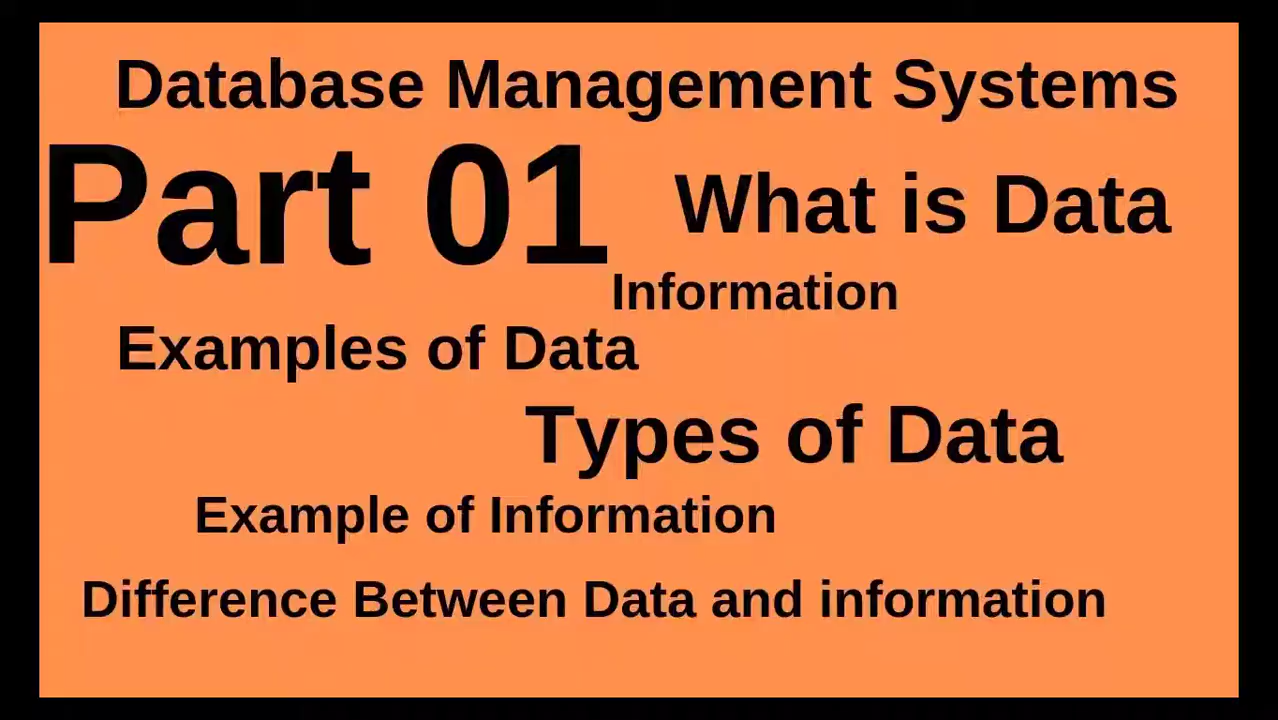 Database Management Systems
Part 01
What is Data
Information
Examples of Data
Types of Data
Example of Information
Difference Between Data and information